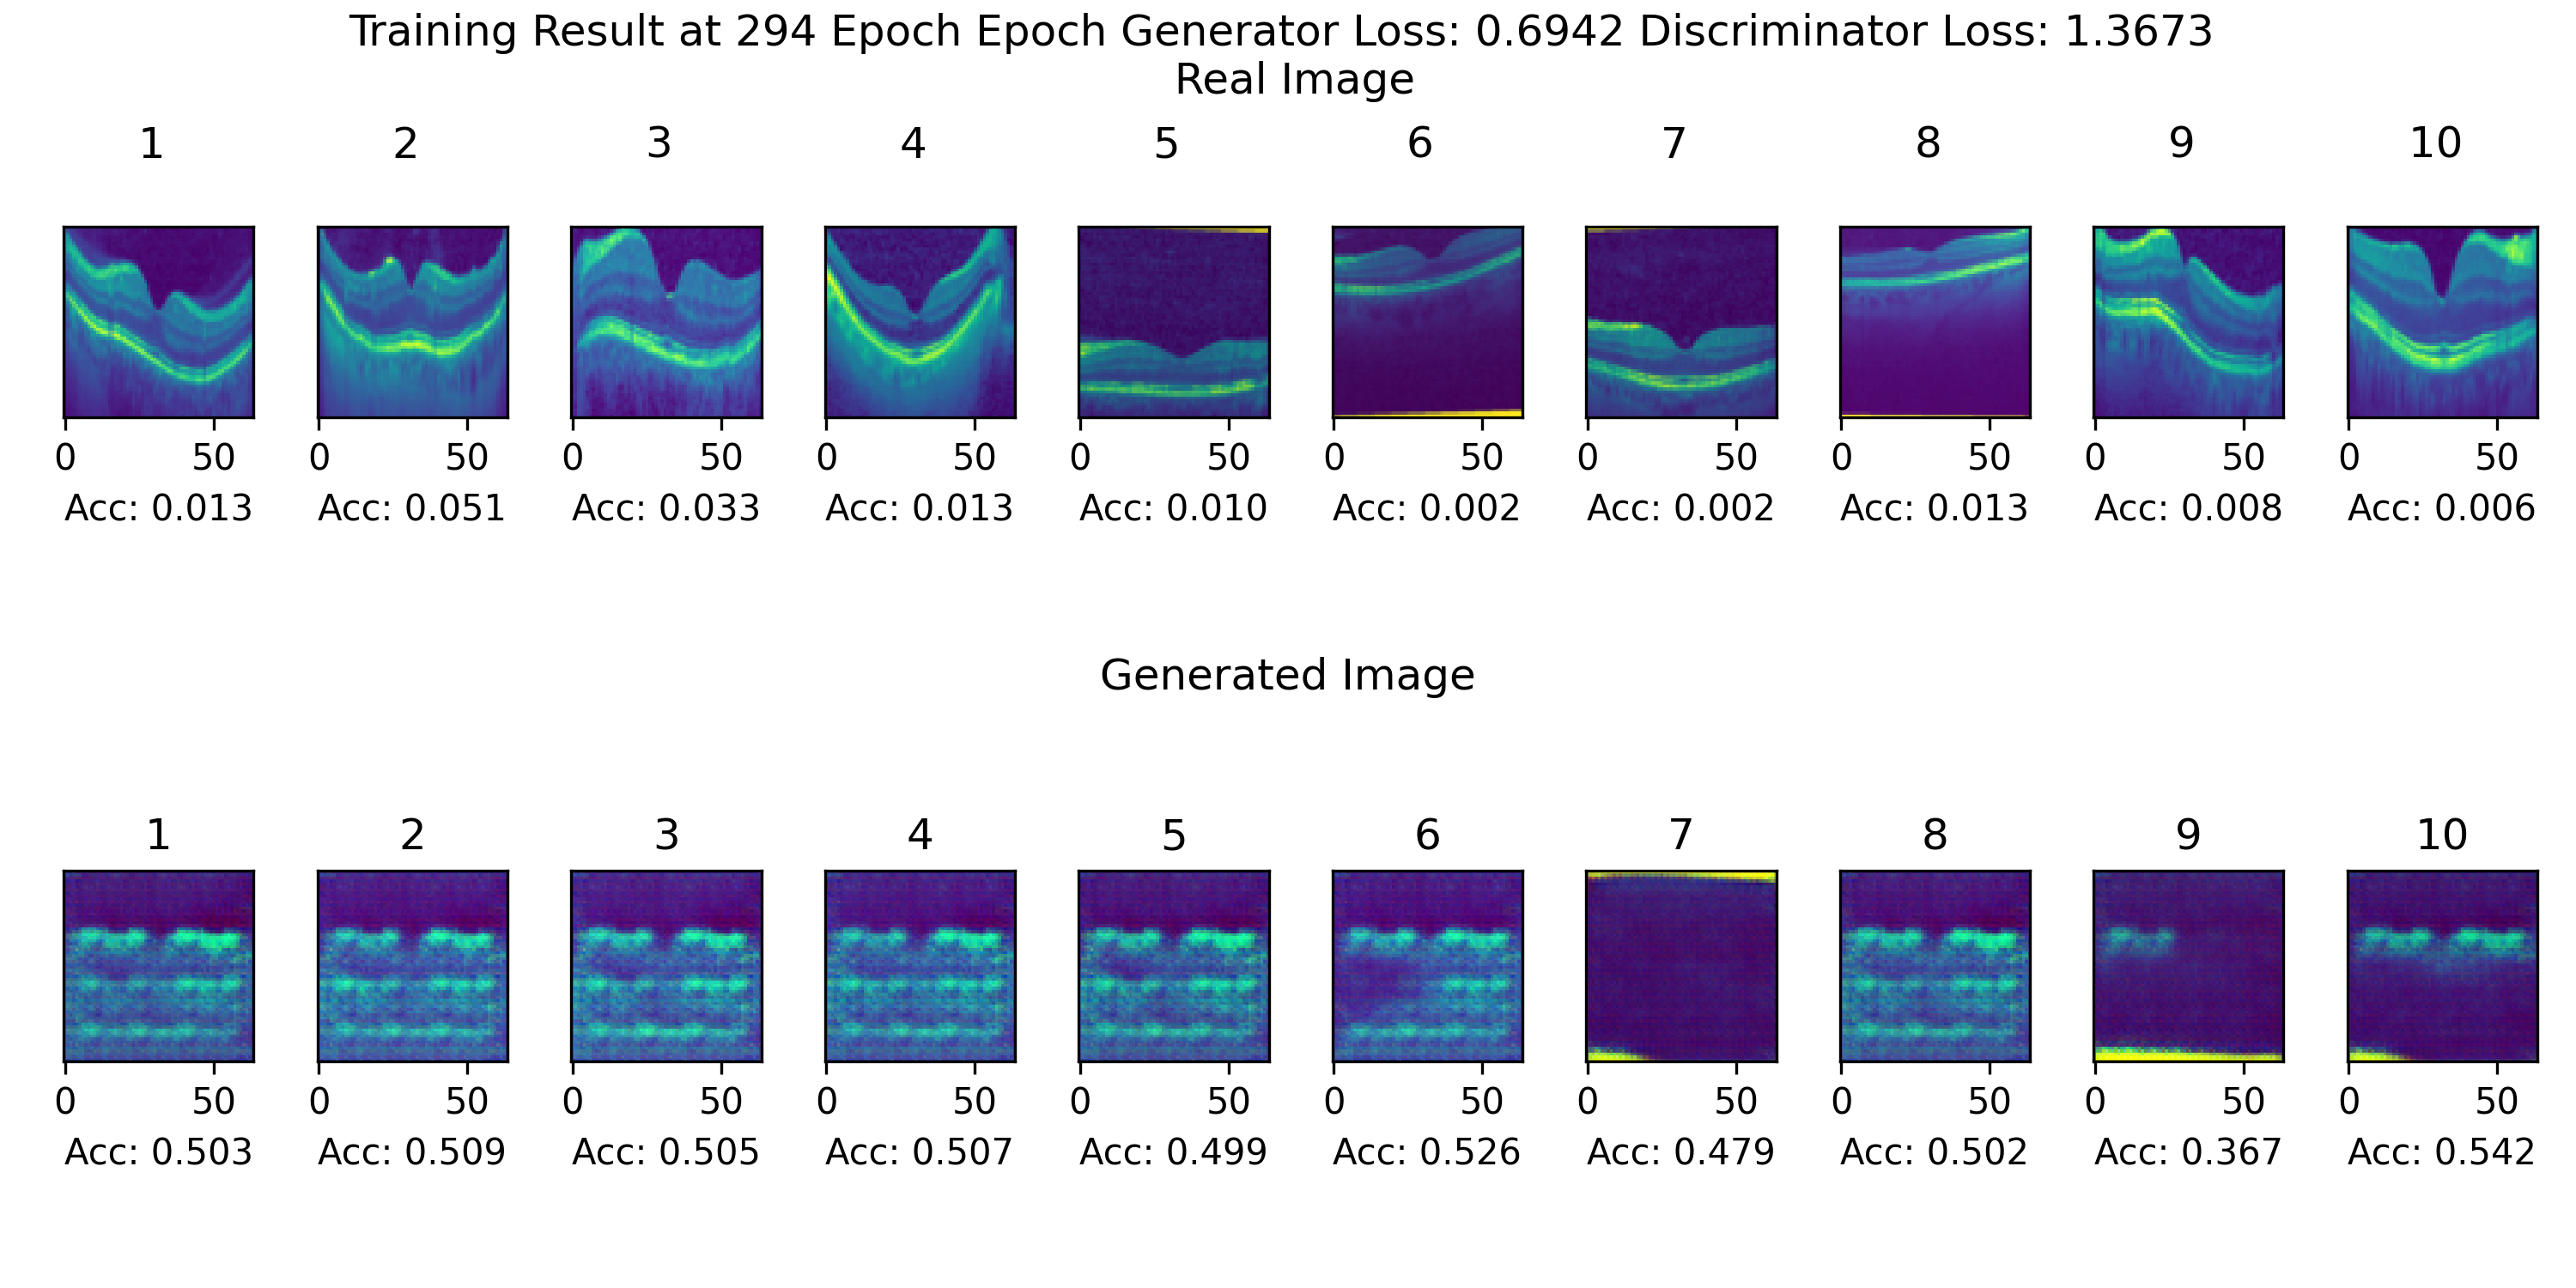 Training Result at 294 Epoch Epoch Generator Loss: 0.6942 Discriminator Loss: 1.3673
Real Image
1 2 3 4 5 6 7 8 9 10
0 50 0 50 0 50 0 50 0 50 0 50 0 50 0 50 0 50 0 50
Acc: 0.013 Acc: 0.051 Acc: 0.033 Acc: 0.013 Acc: 0.010 Acc: 0.002 Acc: 0.002 Acc: 0.013 Acc: 0.008 Acc: 0.006
Generated Image
1 2 3 4 5 6 7 8 9 10
0 50 0 50 0 50 0 50 0 50 0 50 0 50 0 50 0 50 0 50
Acc: 0.503 Acc: 0.509 Acc: 0.505 Acc: 0.507 Acc: 0.499 Acc: 0.526 Acc: 0.479 Acc: 0.502 Acc: 0.367 Acc: 0.542